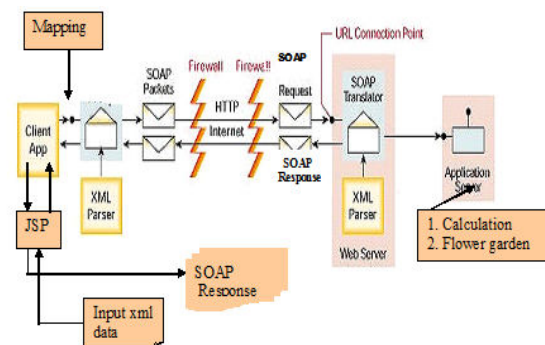 Mapping
SOAP
Packets
Firewall
Firewall
SOAP
Request
URL Connection Point
SOAP
Translator
HTTP
Internet
Client
App
SOAP
Response
XML
Parser
XML
Parser
Application
Server
Web Server
JSP
1. Calculation
2. Flower garden
SOAP
Response
Input xml
data